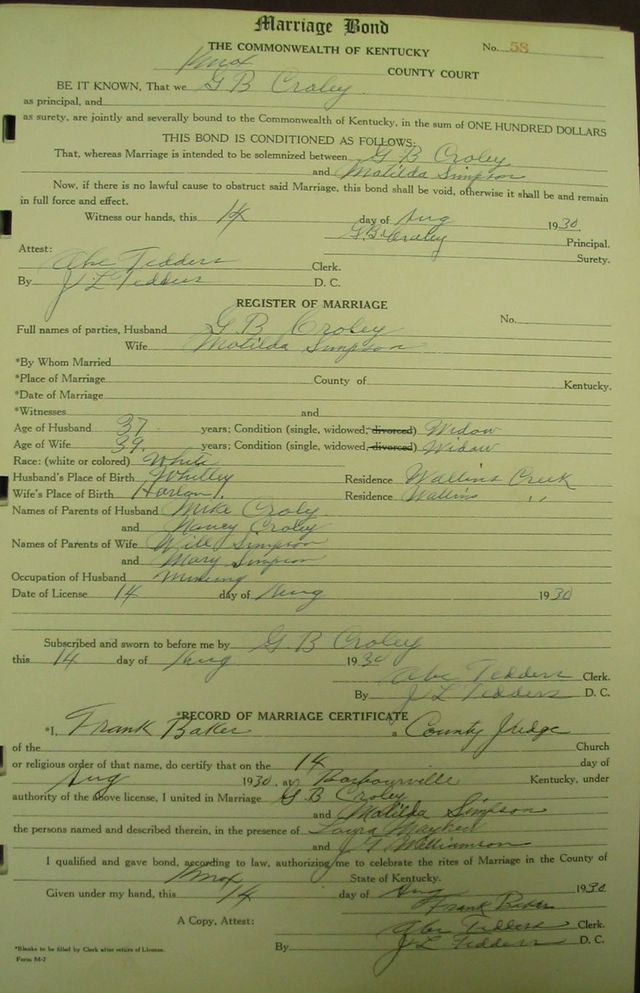 Marriage Bond
THE COMMONWEALTH OF KENTUCKY No. 58
Knox COUNTY COURT
BE IT KNOWN, That we G B Croley
as principal, and
as surety, are jointly and severally bound to the Commonwealth of Kentucky, in the sum of ONE HUNDRED DOLLARS
THIS BOND IS CONDITIONED AS FOLLOWS:
That, whereas Marriage is intended to be solemnized between G B Croley
and Matilda Simpson
Now, if there is no lawful cause to obstruct said Marriage, this bond shall be void, otherwise it shall be and remain
in full force and effect.
Witness our hands, this 14 day of Aug 1930.
G.B. Croley Principal.
Attest: Surety.
Abe Tedders Clerk.
By J L Tedders D. C.
REGISTER OF MARRIAGE
Full names of parties, Husband G B Croley No.
Wife Matilda Simpson
*By Whom Married
*Place of Marriage County of Kentucky.
*Date of Marriage
*Witnesses and
Age of Husband 37 years; Condition (single, widowed, divorced) Widow
Age of Wife 39 years; Condition (single, widowed, divorced) Widow
Race: (white or colored) White
Husband's Place of Birth Whitley Residence Wallins Creek
Wife's Place of Birth Harlan Residence Wallins "
Names of Parents of Husband Mike Croley
and Nancy Croley
Names of Parents of Wife Will Simpson
and Mary Simpson
Occupation of Husband Mining
Date of License 14 day of Aug 1930
Subscribed and sworn to before me by G. B Croley
this 14 day of Aug 1930
Abe Tedders Clerk.
By J L Tedders D. C.
*RECORD OF MARRIAGE CERTIFICATE
*I, Frank Baker a County Judge
of the Church
or religious order of that name, do certify that on the 14 day of
Aug 1930, at Barbourville Kentucky, under
authority of the above license, I united in Marriage G B Croley
and Matilda Simpson
the persons named and described therein, in the presence of Laura
and Williamson
I qualified and gave bond, according to law, authorizing me to celebrate the rites of Marriage in the County of
Knox State of Kentucky.
Given under my hand, this 14 day of Aug 1930
Frank Baker
A Copy, Attest: Abe Tedders Clerk.
By J L Tedders D. C.
*Blanks to be filled by Clerk after return of License.
Form M-2